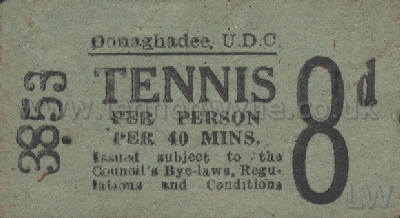 Donaghadee, U.D.C.
TENNIS
PER PERSON
PER 40 MINS.
Issued subject to the
Council's Bye-laws, Regu-
lations and Conditions
8d
3853
LW